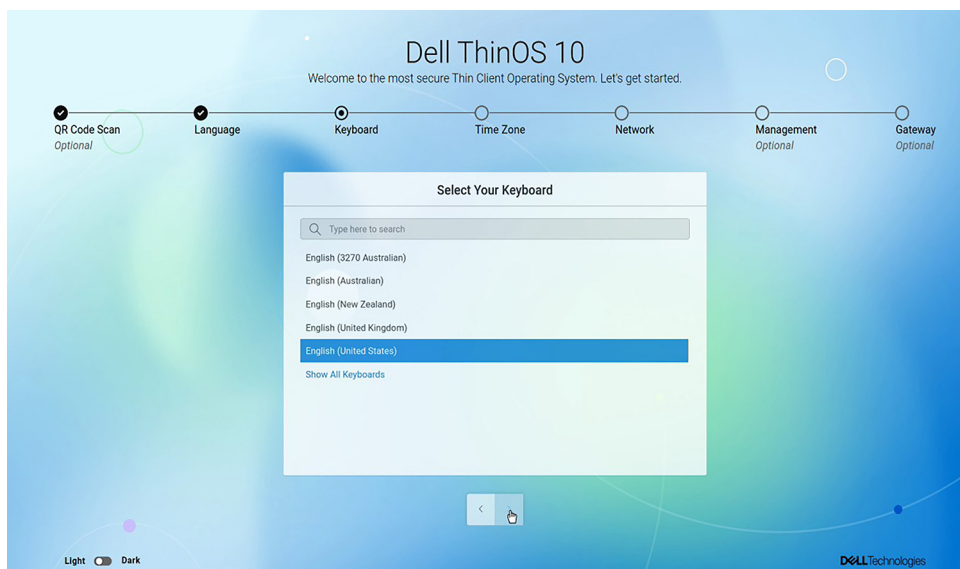 Dell ThinOS 10
Welcome to the most secure Thin Client Operating System. Let's get started.
QR Code Scan
Optional
Language
Keyboard
Time Zone
Network
Management
Optional
Gateway
Optional
Select Your Keyboard
Type here to search
English (3270 Australian)
English (Australian)
English (New Zealand)
English (United Kingdom)
English (United States)
Show All Keyboards
Light
Dark
DELLTechnologies